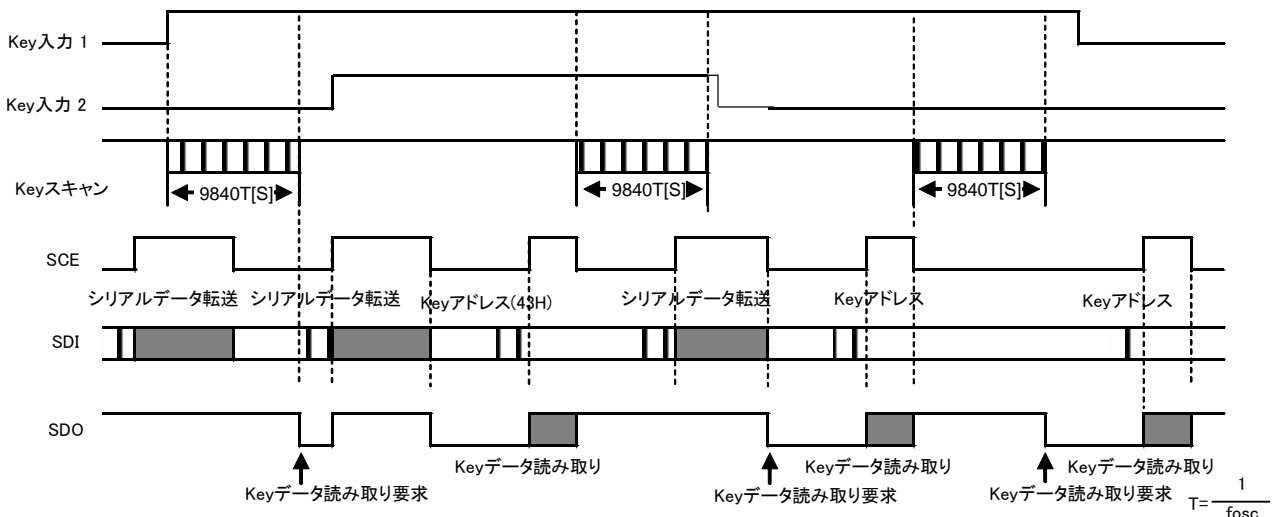 Key入力 1
Key入力 2
Keyスキャン
9840T[S]
9840T[S]
9840T[S]
SCE
シリアルデータ転送
シリアルデータ転送
Keyアドレス(43H)
シリアルデータ転送
Keyアドレス
Keyアドレス
SDI
SDO
Keyデータ読み取り
Keyデータ読み取り
Keyデータ読み取り
Keyデータ読み取り要求
Keyデータ読み取り要求
Keyデータ読み取り要求
T=
1
fosc